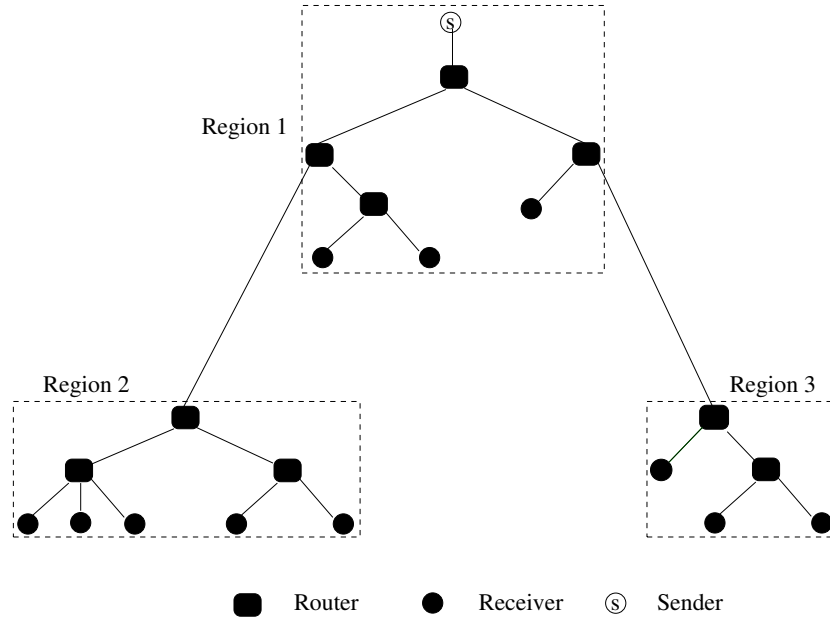 S
Region 1
Region 2
Region 3
Router
Receiver
S
Sender